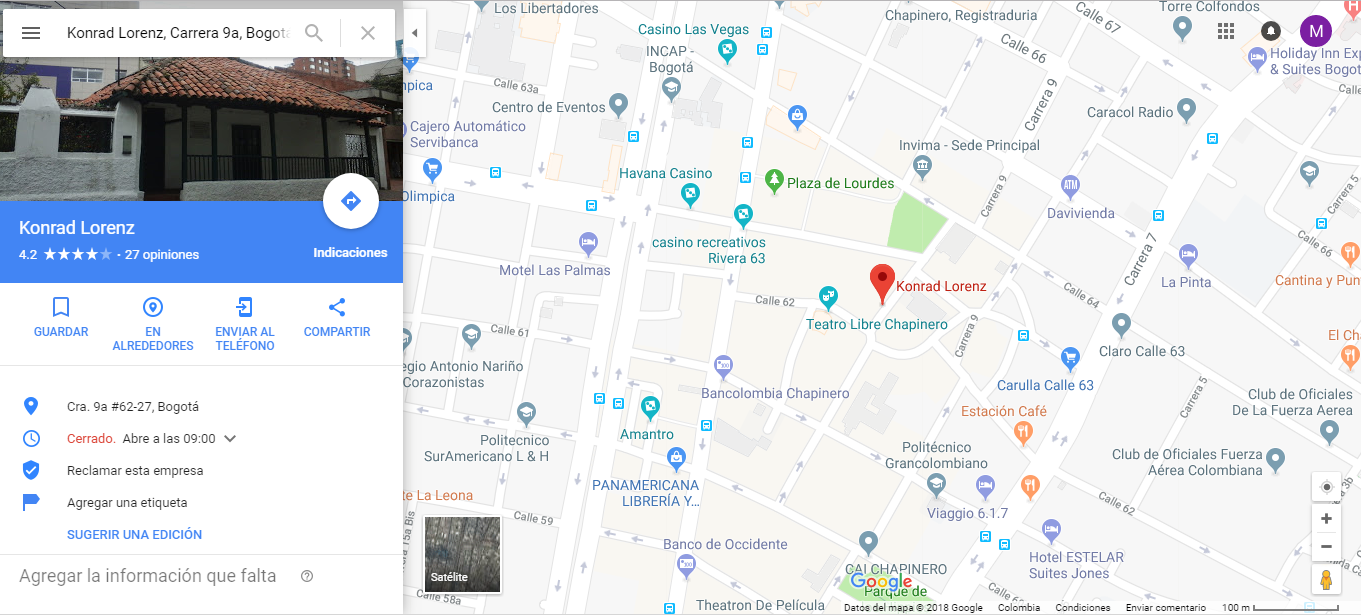 Konrad Lorenz, Carrera 9a, Bogotá
Konrad Lorenz
4.2 · 27 opiniones
Indicaciones
GUARDAR
EN
ALREDEDORES
ENVIAR AL
TELÉFONO
COMPARTIR
Cra. 9a #62-27, Bogotá
Cerrado. Abre a las 09:00
Reclamar esta empresa
Agregar una etiqueta
SUGERIR UNA EDICIÓN
Agregar la información que falta
Los Libertadores
Casino Las Vegas
INCAP -
Bogotá
Chapinero, Registraduria
Calle 67
Torre Colfondos
M
Calle 66
Holiday Inn Exp
& Suites Bogot
Calle 63a
Centro de Eventos
Carrera 9
Caracol Radio
Cajero Automático
Servibanca
Invima - Sede Principal
Havana Casino
Plaza de Lourdes
ATM
Davivienda
Carrera 9
Carrera 5
Olimpica
casino recreativos
Rivera 63
Calle 66
Motel Las Palmas
Carrera 7
La Pinta
Cantina y Pun
Konrad Lorenz
Calle 62
Calle 64
Teatro Libre Chapinero
Calle 61
Carrera 9
Claro Calle 63
El Ch
egio Antonio Nariño
Corazonistas
Carulla Calle 63
Bancolombia Chapinero
Carrera 5
Club de Oficiales
De La Fuerza Aerea
Estación Café
Amantro
Politecnico
SurAmericano L & H
Politécnico
Grancolombiano
Club de Oficiales Fuerza
Aérea Colombiana
PANAMERICANA
LIBRERÍA Y...
te La Leona
Viaggio 6.1.7
Calle 62
Calle 59
Banco de Occidente
Hotel ESTELAR
Suites Jones
CAI CHAPINERO
Parque de
Google
Satélite
Calle 58a
Theatron De Película
Datos del mapa © 2018 Google
Colombia
Condiciones
Enviar comentario
100 m